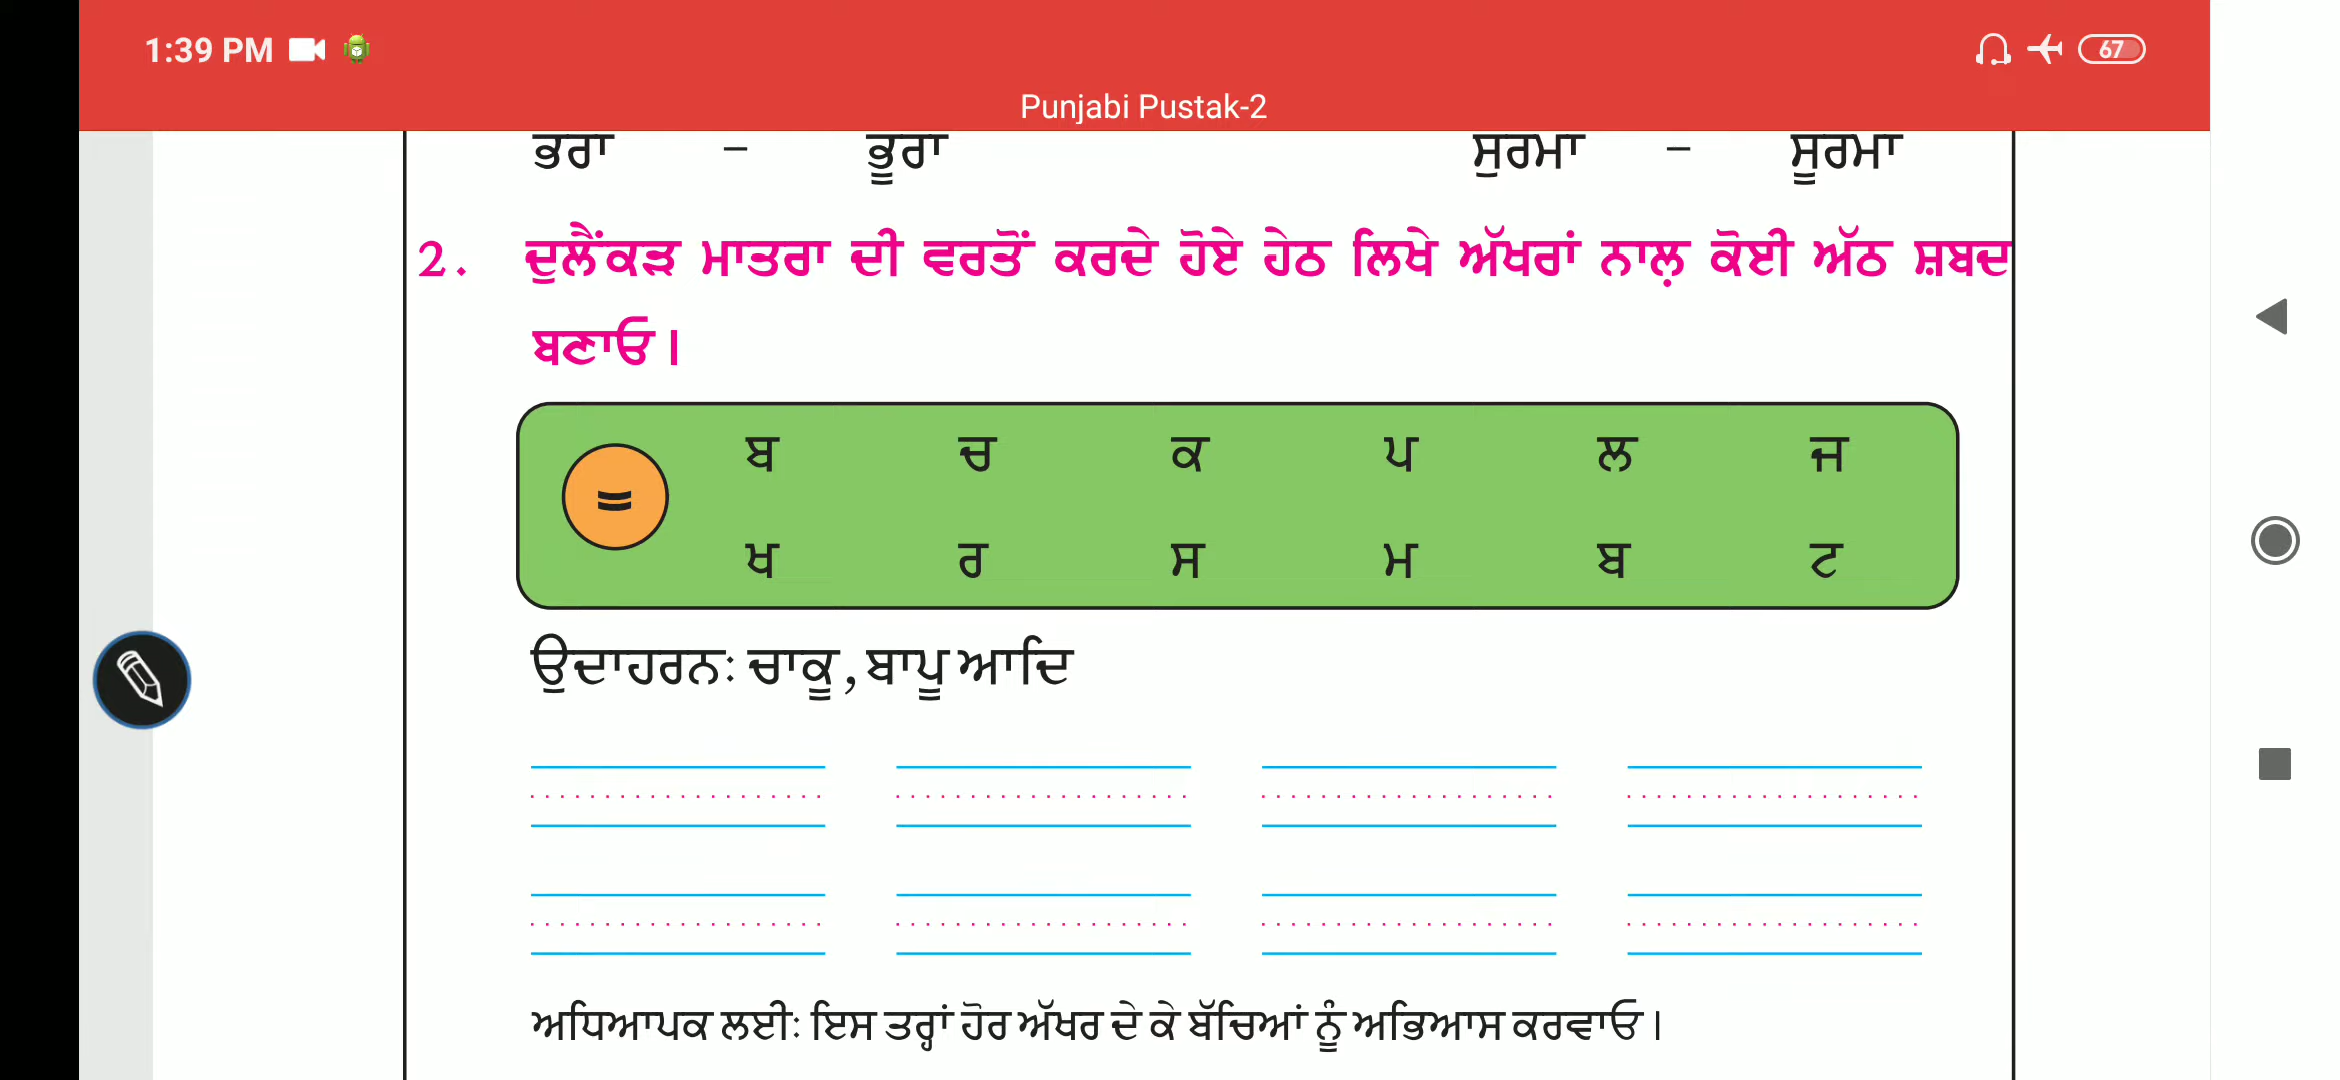 1:39 PM 67
Punjabi Pustak-2
ਭਰਾ – ਭੂਰਾ ਸੁਰਮਾ – ਸੂਰਮਾ
2. ਦੁਲੈਂਕੜ ਮਾਤਰਾ ਦੀ ਵਰਤੋਂ ਕਰਦੇ ਹੋਏ ਹੇਠ ਲਿਖੇ ਅੱਖਰਾਂ ਨਾਲ਼ ਕੋਈ ਅੱਠ ਸ਼ਬਦ
ਬਣਾਓ।
ਬ ਚ ਕ ਪ ਲ ਜ
=
ਖ ਰ ਸ ਮ ਬ ਟ
ਉਦਾਹਰਨ: ਚਾਕੂ, ਬਾਪੂ ਆਦਿ
ਅਧਿਆਪਕ ਲਈ: ਇਸ ਤਰ੍ਹਾਂ ਹੋਰ ਅੱਖਰ ਦੇ ਕੇ ਬੱਚਿਆਂ ਨੂੰ ਅਭਿਆਸ ਕਰਵਾਓ।